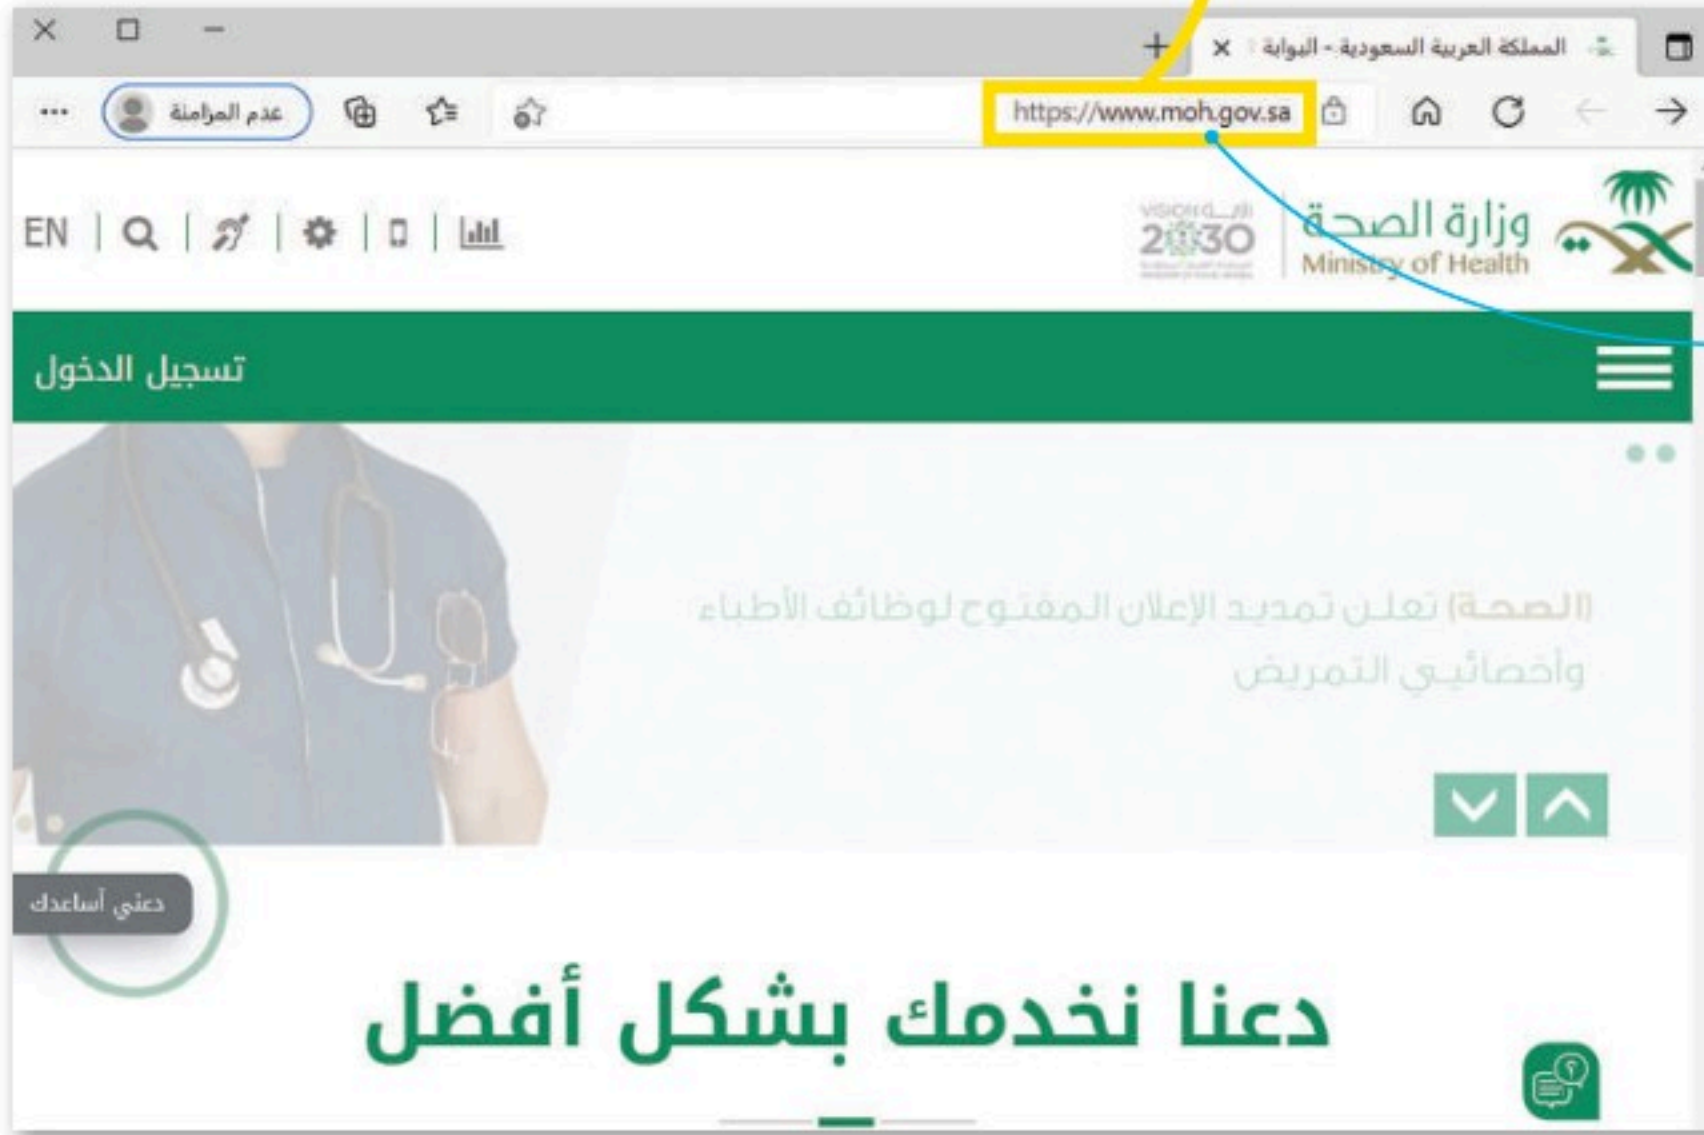 المملكة العربية السعودية - البوابة
https://www.moh.gov.sa
عدم المزامنة
وزارة الصحة
Ministry of Health
VISION رؤية
2030
EN
تسجيل الدخول
(الصحة) تعلن تمديد الإعلان المفتوح لوظائف الأطباء
وأخصائيي التمريض
دعني أساعدك
دعنا نخدمك بشكل أفضل